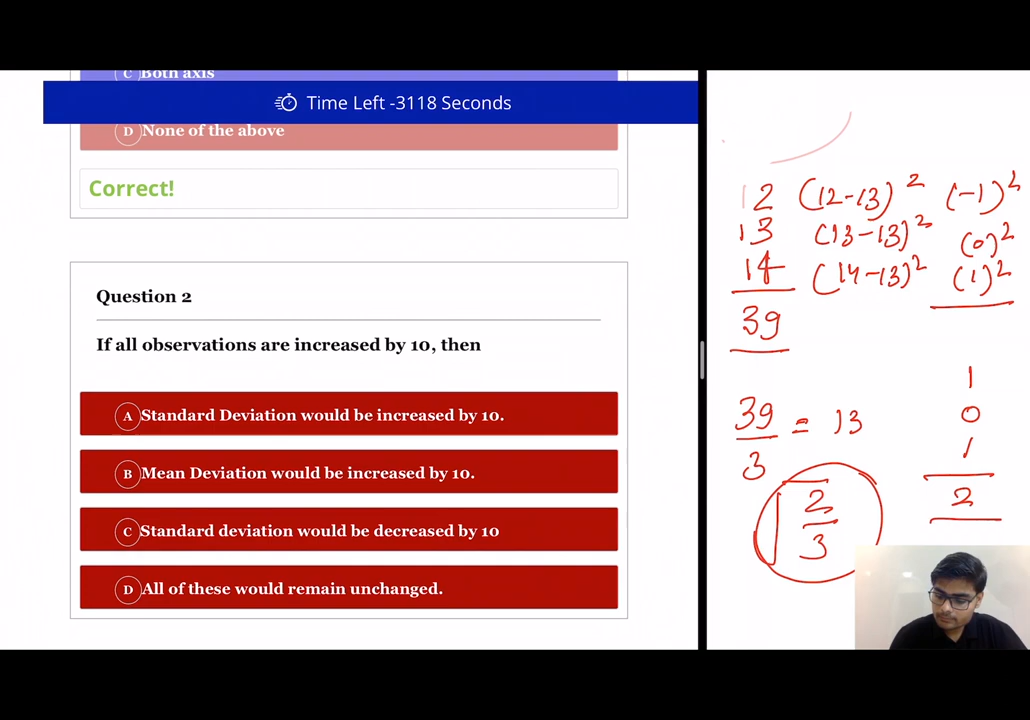 C Both axis
Time Left -3118 Seconds
D None of the above
Correct!
Question 2
If all observations are increased by 10, then
A Standard Deviation would be increased by 10.
B Mean Deviation would be increased by 10.
C Standard deviation would be decreased by 10
D All of these would remain unchanged.
12 (12-13)² (-1)²
13 (13-13)² (0)²
14 (14-13)² (1)²
39
39/3 = 13
√2/3
1
0
1
2